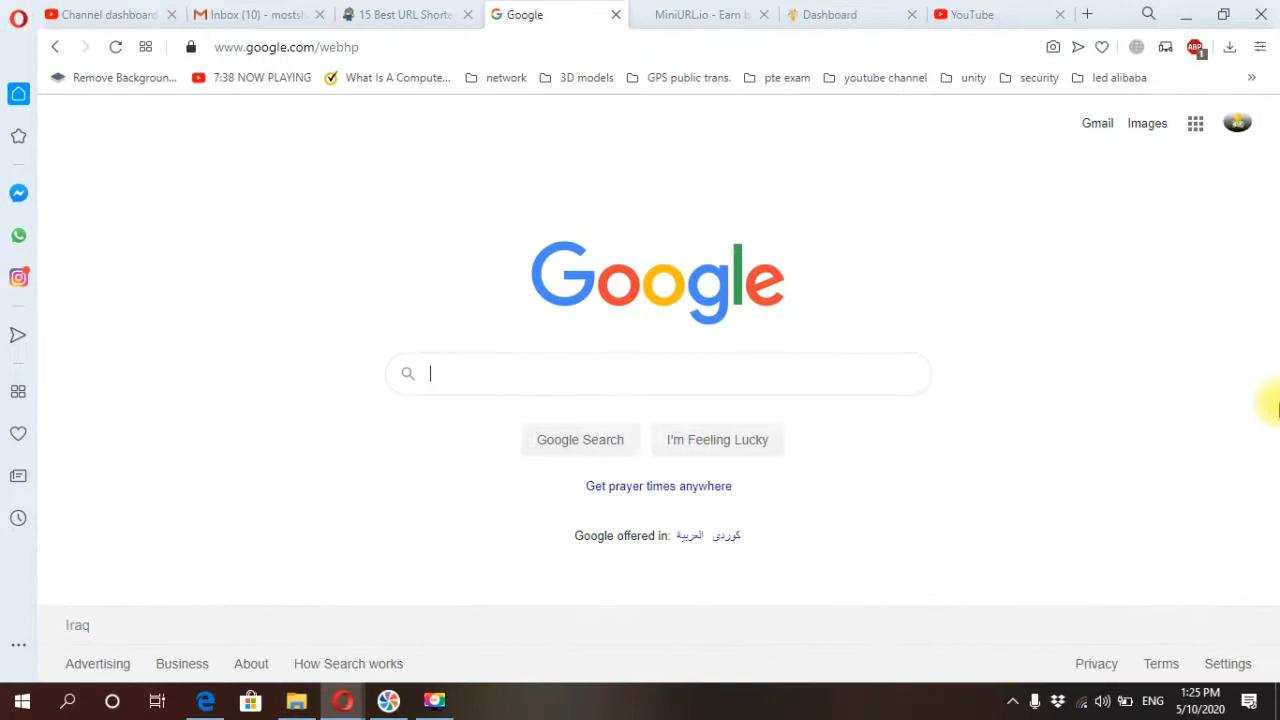 Channel dashboard
Inbox (10) - mostsh
15 Best URL Shorte
Google
MiniURL.io - Earn b
Dashboard
YouTube
www.google.com/webhp
ABP
1
Remove Backgroun...
7:38 NOW PLAYING
What Is A Compute...
network
3D models
GPS public trans.
pte exam
youtube channel
unity
security
led alibaba
Gmail
Images
Google
Google Search
I'm Feeling Lucky
Get prayer times anywhere
Google offered in: العربية كوردی
Iraq
Advertising
Business
About
How Search works
Privacy
Terms
Settings
ENG
1:25 PM
5/10/2020